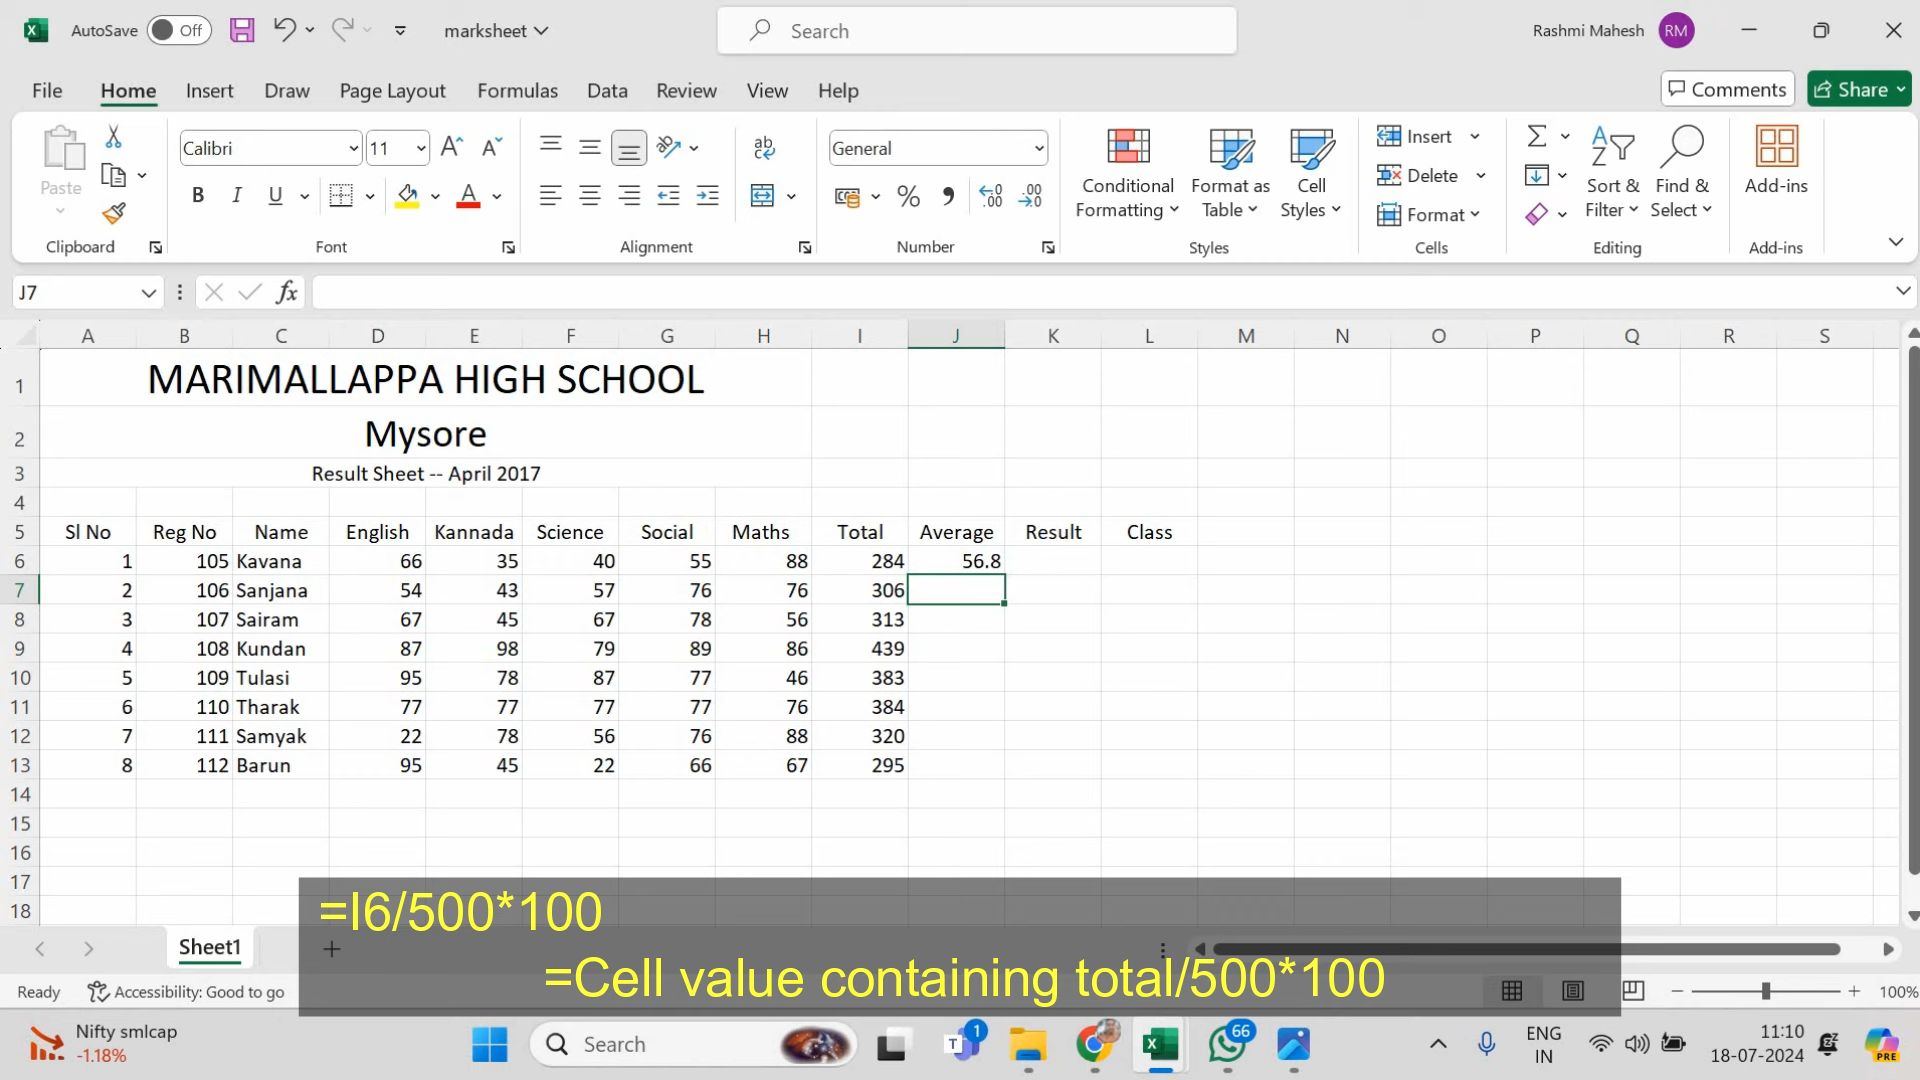 AutoSave Off marksheet Search Rashmi Mahesh RM
File Home Insert Draw Page Layout Formulas Data Review View Help Comments Share
Paste
Clipboard
Calibri 11
B I U A
Font
ab
Alignment
General
% .00 .00
Number
Conditional Formatting
Format as Table
Cell Styles
Styles
Insert
Delete
Format
Cells
Sort & Filter
Find & Select
Editing
Add-ins
Add-ins
J7 fx
A B C D E F G H I J K L M N O P Q R S
1 MARIMALLAPPA HIGH SCHOOL
2 Mysore
3 Result Sheet -- April 2017
4
5 Sl No Reg No Name English Kannada Science Social Maths Total Average Result Class
6 1 105 Kavana 66 35 40 55 88 284 56.8
7 2 106 Sanjana 54 43 57 76 76 306
8 3 107 Sairam 67 45 67 78 56 313
9 4 108 Kundan 87 98 79 89 86 439
10 5 109 Tulasi 95 78 87 77 46 383
11 6 110 Tharak 77 77 77 77 76 384
12 7 111 Samyak 22 78 56 76 88 320
13 8 112 Barun 95 45 22 66 67 295
14
15
16
17
18
=I6/500*100
Sheet1
=Cell value containing total/500*100
Ready Accessibility: Good to go 100%
Nifty smlcap
-1.18%
Search
T 1
66
ENG
IN
11:10
18-07-2024
PRE